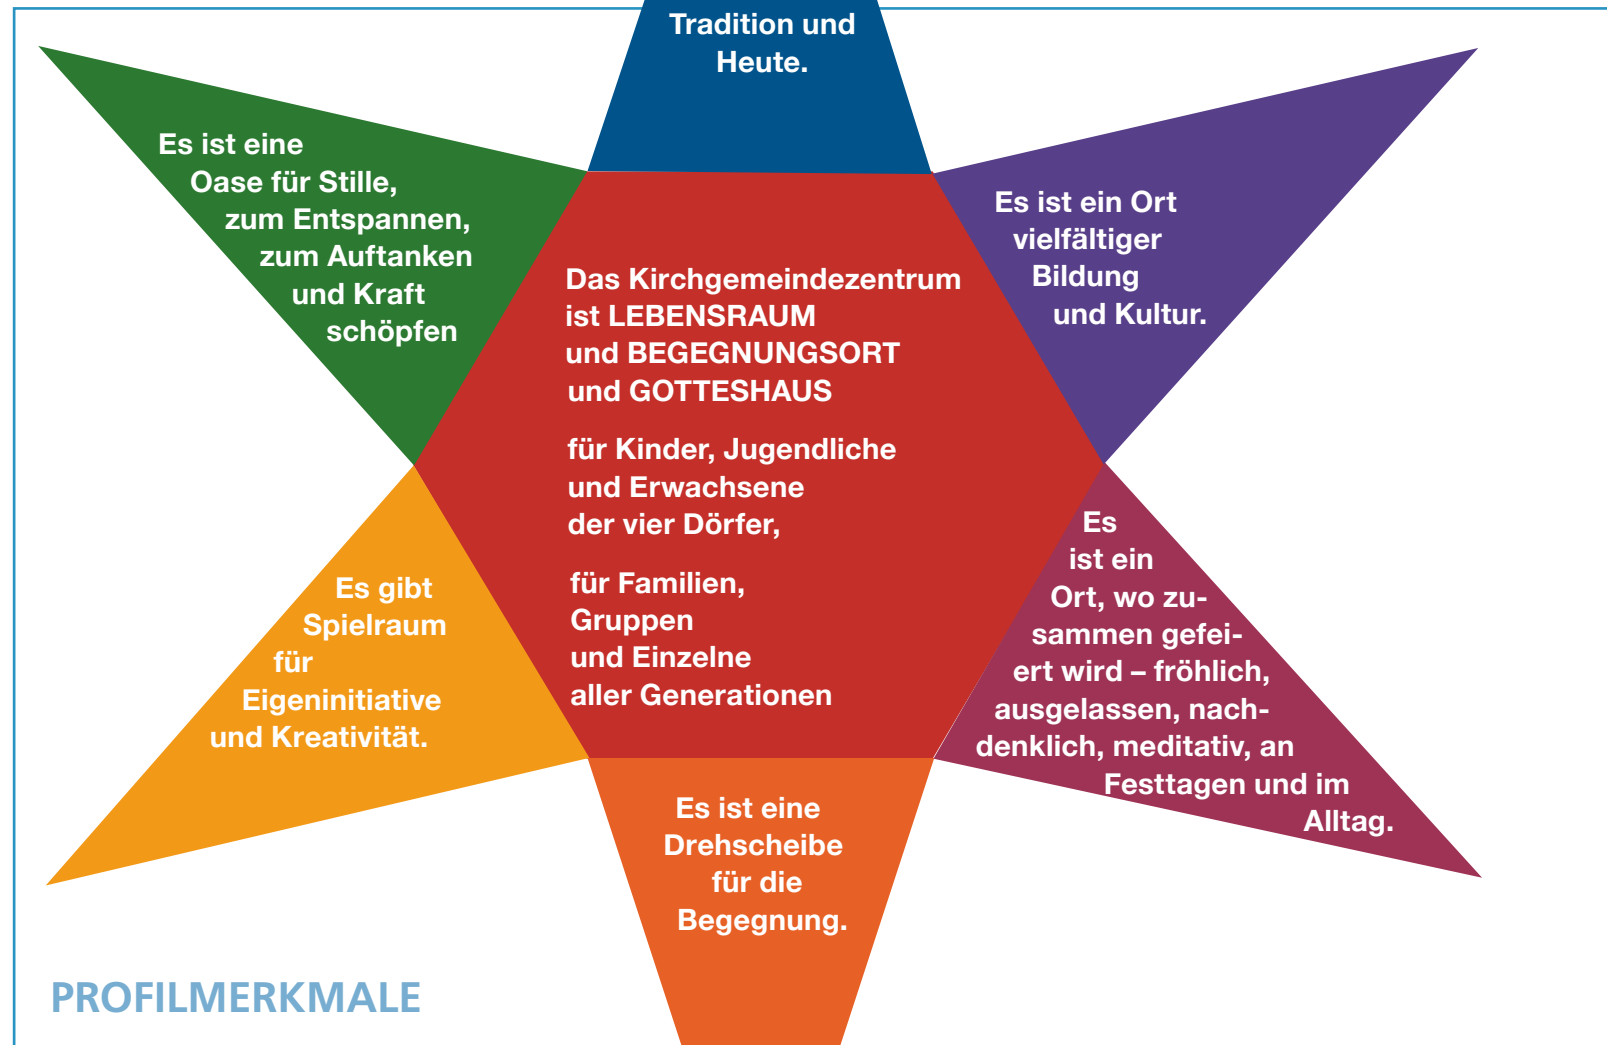 Tradition und
Heute.
Es ist eine
Oase für Stille,
zum Entspannen,
zum Auftanken
und Kraft
schöpfen
Es ist ein Ort
vielfältiger
Bildung
und Kultur.
Das Kirchgemeindezentrum
ist LEBENSRAUM
und BEGEGNUNGSORT
und GOTTESHAUS
für Kinder, Jugendliche
und Erwachsene
der vier Dörfer,
für Familien,
Gruppen
und Einzelne
aller Generationen
Es gibt
Spielraum
für
Eigeninitiative
und Kreativität.
Es
ist ein
Ort, wo zu-
sammen gefei-
ert wird – fröhlich,
ausgelassen, nach-
denklich, meditativ, an
Festtagen und im
Alltag.
Es ist eine
Drehscheibe
für die
Begegnung.
PROFILMERKMALE